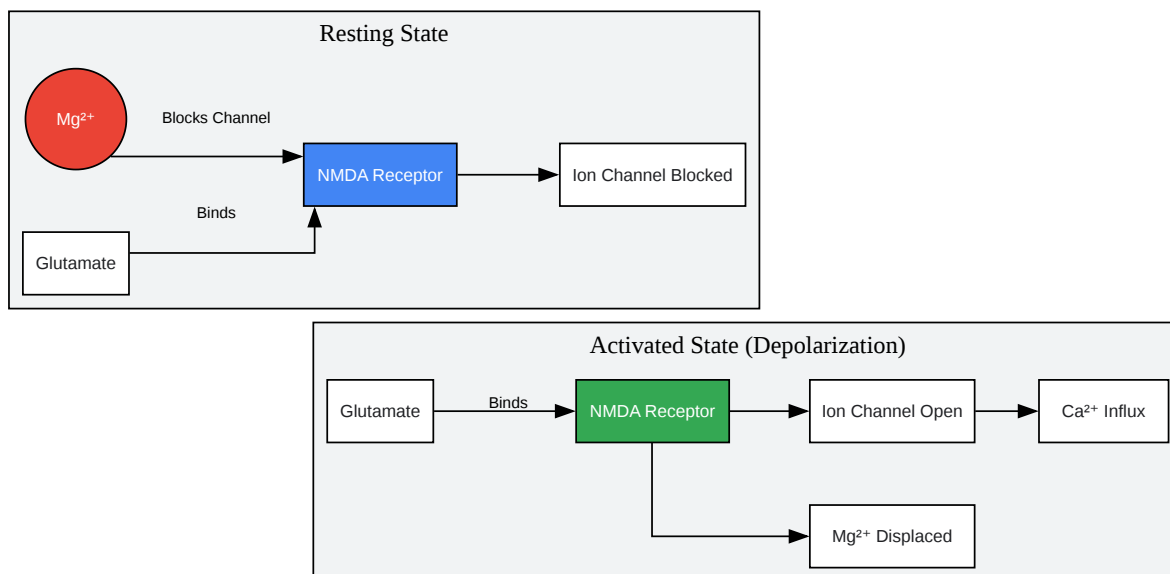 Resting State
Mg²⁺
Blocks Channel
NMDA Receptor
Ion Channel Blocked
Binds
Glutamate
Activated State (Depolarization)
Glutamate
Binds
NMDA Receptor
Ion Channel Open
Ca²⁺ Influx
Mg²⁺ Displaced